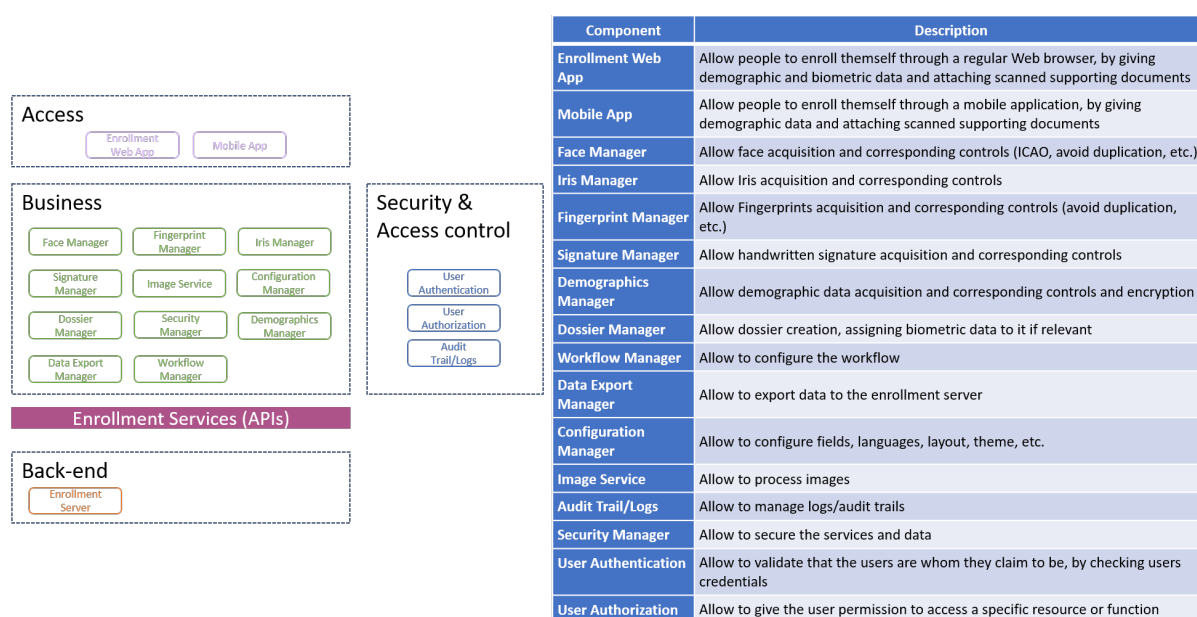 Access
Enrollment
Web App
Mobile App
Business
Face Manager
Fingerprint
Manager
Iris Manager
Signature
Manager
Image Service
Configuration
Manager
Dossier
Manager
Security
Manager
Demographics
Manager
Data Export
Manager
Workflow
Manager
Security &
Access control
User
Authentication
User
Authorization
Audit
Trail/Logs
Enrollment Services (APIs)
Back-end
Enrollment
Server
Component Description
Enrollment Web
App
Allow people to enroll themself through a regular Web browser, by giving
demographic and biometric data and attaching scanned supporting documents
Mobile App
Allow people to enroll themself through a mobile application, by giving
demographic data and attaching scanned supporting documents
Face Manager Allow face acquisition and corresponding controls (ICAO, avoid duplication, etc.)
Iris Manager Allow Iris acquisition and corresponding controls
Fingerprint Manager
Allow Fingerprints acquisition and corresponding controls (avoid duplication,
etc.)
Signature Manager Allow handwritten signature acquisition and corresponding controls
Demographics
Manager
Allow demographic data acquisition and corresponding controls and encryption
Dossier Manager Allow dossier creation, assigning biometric data to it if relevant
Workflow Manager Allow to configure the workflow
Data Export
Manager
Allow to export data to the enrollment server
Configuration
Manager
Allow to configure fields, languages, layout, theme, etc.
Image Service Allow to process images
Audit Trail/Logs Allow to manage logs/audit trails
Security Manager Allow to secure the services and data
User Authentication
Allow to validate that the users are whom they claim to be, by checking users
credentials
User Authorization Allow to give the user permission to access a specific resource or function